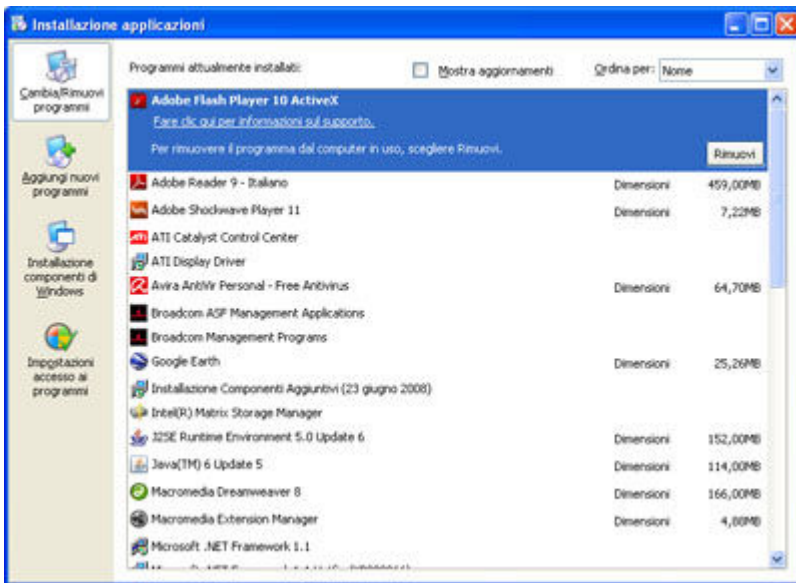 Installazione applicazioni
Cambia/Rimuovi
programmi
Aggiungi nuovi
programmi
Installazione
componenti di
Windows
Impostazioni
accesso ai
programmi
Programmi attualmente installati:
Mostra aggiornamenti
Ordina per: Nome
Adobe Flash Player 10 ActiveX
Fare clic qui per informazioni sul supporto.
Per rimuovere il programma dal computer in uso, scegliere Rimuovi.
Rimuovi
Adobe Reader 9 - Italiano Dimensioni 459,00MB
Adobe Shockwave Player 11 Dimensioni 7,22MB
ATI Catalyst Control Center
ATI Display Driver
Avira AntiVir Personal - Free Antivirus Dimensioni 64,70MB
Broadcom ASF Management Applications
Broadcom Management Programs
Google Earth Dimensioni 25,26MB
Installazione Componenti Aggiuntivi (23 giugno 2008)
Intel(R) Matrix Storage Manager
J2SE Runtime Environment 5.0 Update 6 Dimensioni 152,00MB
Java(TM) 6 Update 5 Dimensioni 114,00MB
Macromedia Dreamweaver 8 Dimensioni 166,00MB
Macromedia Extension Manager Dimensioni 4,88MB
Microsoft .NET Framework 1.1